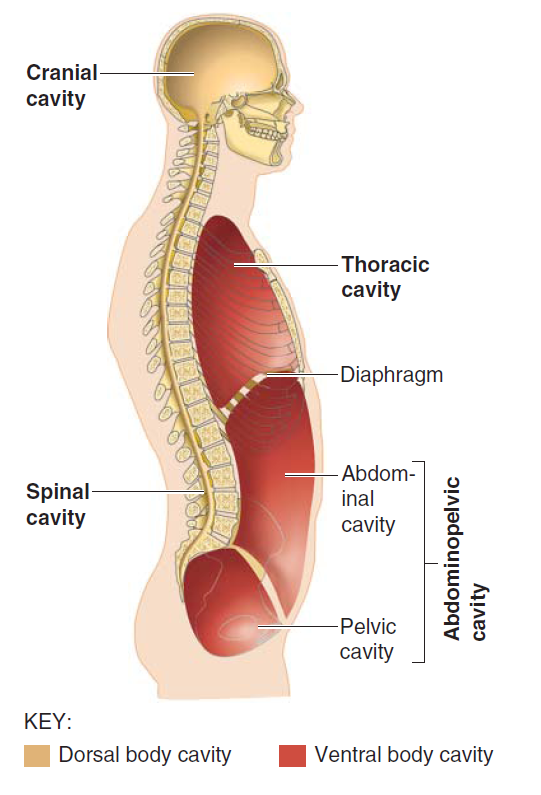 Cranial
cavity
Thoracic
cavity
Diaphragm
Abdom-
inal
cavity
Spinal
cavity
Abdominopelvic
cavity
Pelvic
cavity
KEY:
Dorsal body cavity
Ventral body cavity